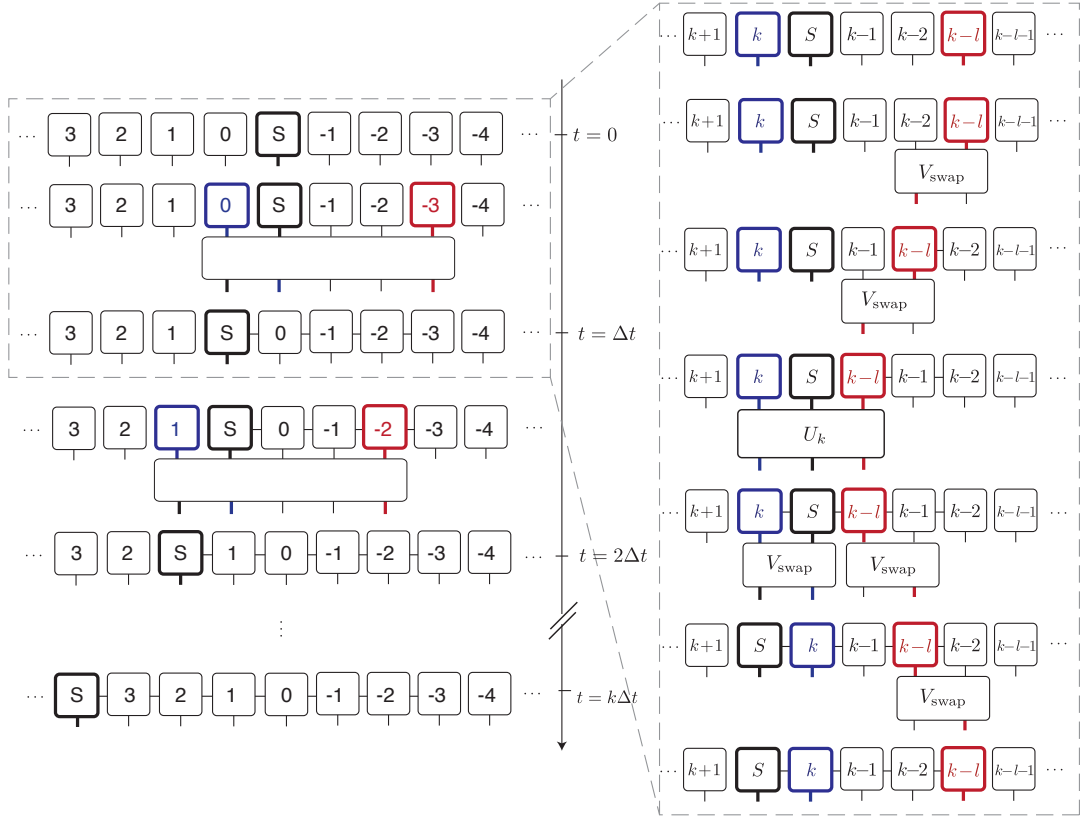 ··· 3 2 1 0 S -1 -2 -3 -4 ··· t = 0
··· 3 2 1 0 S -1 -2 -3 -4 ···
··· 3 2 1 S 0 -1 -2 -3 -4 ··· t = Δt
··· 3 2 1 S 0 -1 -2 -3 -4 ···
··· 3 2 S 1 0 -1 -2 -3 -4 ··· t = 2Δt
⋮
··· S 3 2 1 0 -1 -2 -3 -4 ··· t = kΔt
··· k+1 k S k−1 k−2 k−l k−l−1 ···
··· k+1 k S k−1 k−2 k−l k−l−1 ···
V_swap
··· k+1 k S k−1 k−l k−2 k−l−1 ···
V_swap
··· k+1 k S k−l k−1 k−2 k−l−1 ···
U_k
··· k+1 k S k−l k−1 k−2 k−l−1 ···
V_swap V_swap
··· k+1 S k k−1 k−l k−2 k−l−1 ···
V_swap
··· k+1 S k k−1 k−2 k−l k−l−1 ···